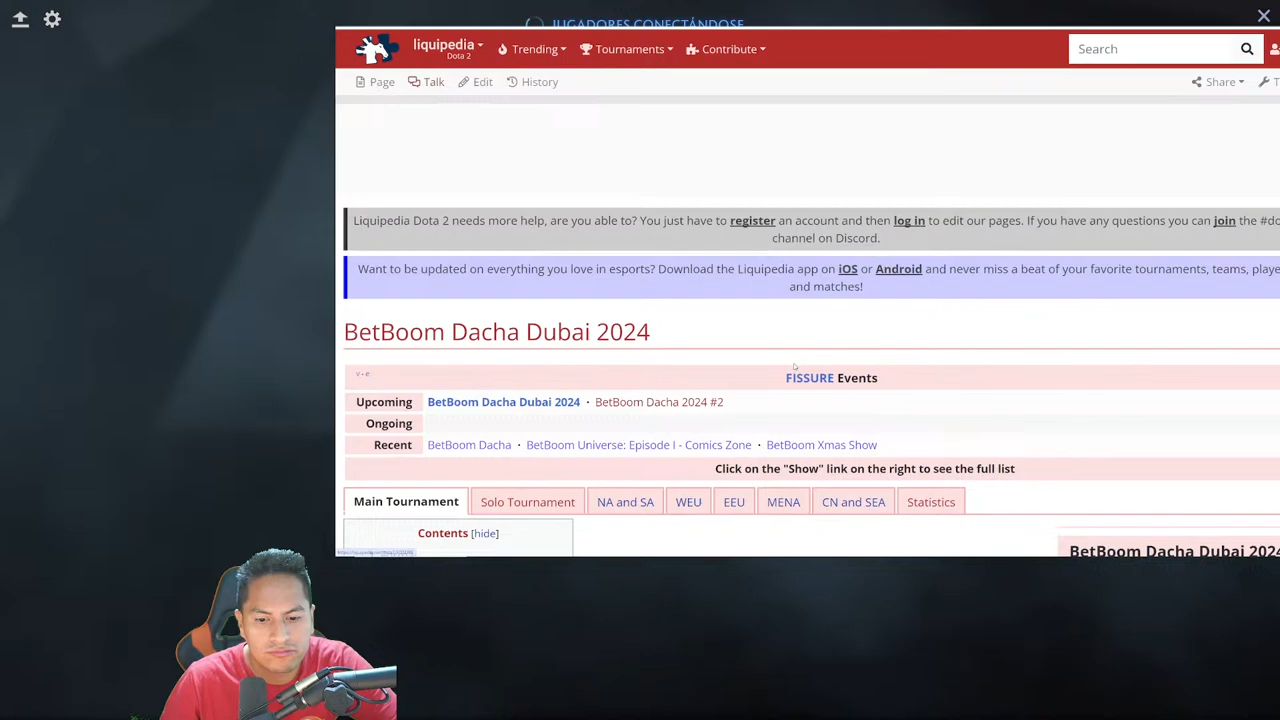 JUGADORES CONECTÁNDOSE
liquipedia
Dota 2
Trending
Tournaments
Contribute
Search
Page
Talk
Edit
History
Share
T
Liquipedia Dota 2 needs more help, are you able to? You just have to register an account and then log in to edit our pages. If you have any questions you can join the #do
channel on Discord.
Want to be updated on everything you love in esports? Download the Liquipedia app on iOS or Android and never miss a beat of your favorite tournaments, teams, playe
and matches!
BetBoom Dacha Dubai 2024
v • e
FISSURE Events
Upcoming BetBoom Dacha Dubai 2024 • BetBoom Dacha 2024 #2
Ongoing
Recent BetBoom Dacha • BetBoom Universe: Episode I - Comics Zone • BetBoom Xmas Show
Click on the "Show" link on the right to see the full list
Main Tournament
Solo Tournament
NA and SA
WEU
EEU
MENA
CN and SEA
Statistics
Contents [hide]
BetBoom Dacha Dubai 2024